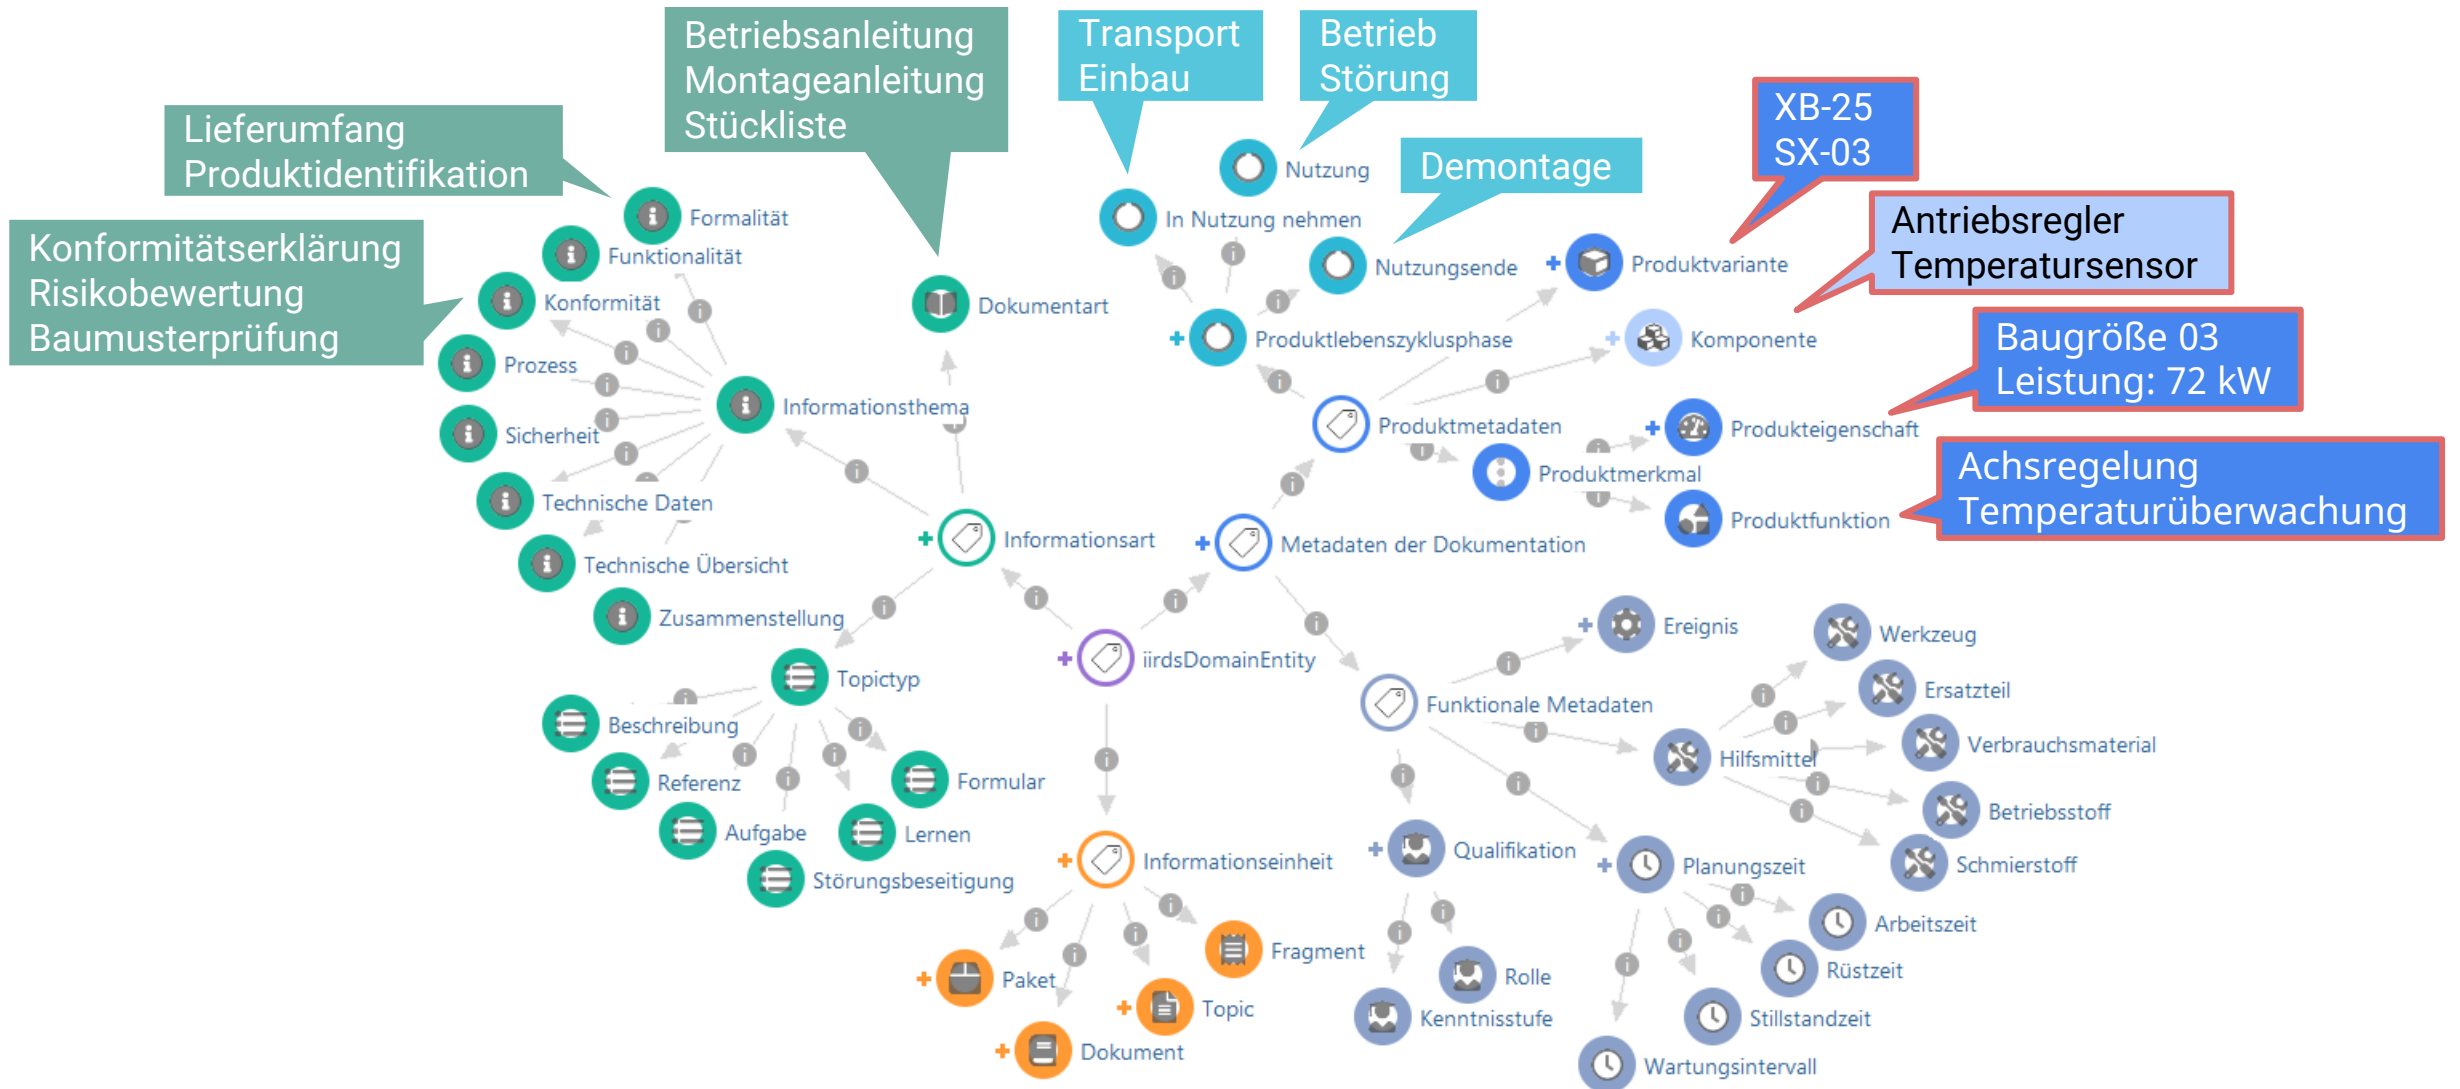 Betriebsanleitung
Montageanleitung
Stückliste
Transport
Einbau
Betrieb
Störung
XB-25
SX-03
Lieferumfang
Produktidentifikation
Demontage
Antriebsregler
Temperatursensor
Konformitätserklärung
Risikobewertung
Baumusterprüfung
Baugröße 03
Leistung: 72 kW
Achsregelung
Temperaturüberwachung
Nutzung
In Nutzung nehmen
Nutzungsende
Produktlebenszyklusphase
Produktvariante
Komponente
Produktmetadaten
Produkteigenschaft
Produktmerkmal
Produktfunktion
Formalität
Funktionalität
Konformität
Prozess
Sicherheit
Technische Daten
Technische Übersicht
Zusammenstellung
Informationsthema
Dokumentart
Informationsart
Metadaten der Dokumentation
iirdsDomainEntity
Topictyp
Beschreibung
Referenz
Aufgabe
Störungsbeseitigung
Lernen
Formular
Informationseinheit
Paket
Dokument
Topic
Fragment
Funktionale Metadaten
Ereignis
Hilfsmittel
Werkzeug
Ersatzteil
Verbrauchsmaterial
Betriebsstoff
Schmierstoff
Qualifikation
Rolle
Kenntnisstufe
Planungszeit
Arbeitszeit
Rüstzeit
Stillstandzeit
Wartungsintervall